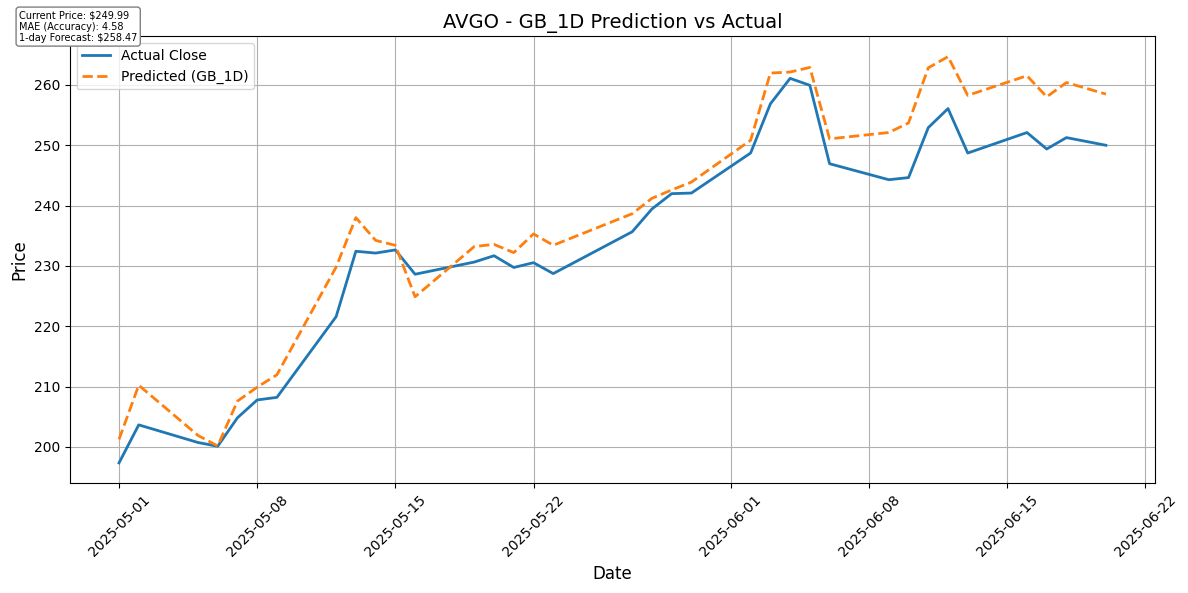 Current Price: $249.99
MAE (Accuracy): 4.58
1-day Forecast: $258.47
AVGO - GB_1D Prediction vs Actual
Actual Close
Predicted (GB_1D)
Price
260
250
240
230
220
210
200
2025-05-01
2025-05-08
2025-05-15
2025-05-22
2025-06-01
2025-06-08
2025-06-15
2025-06-22
Date